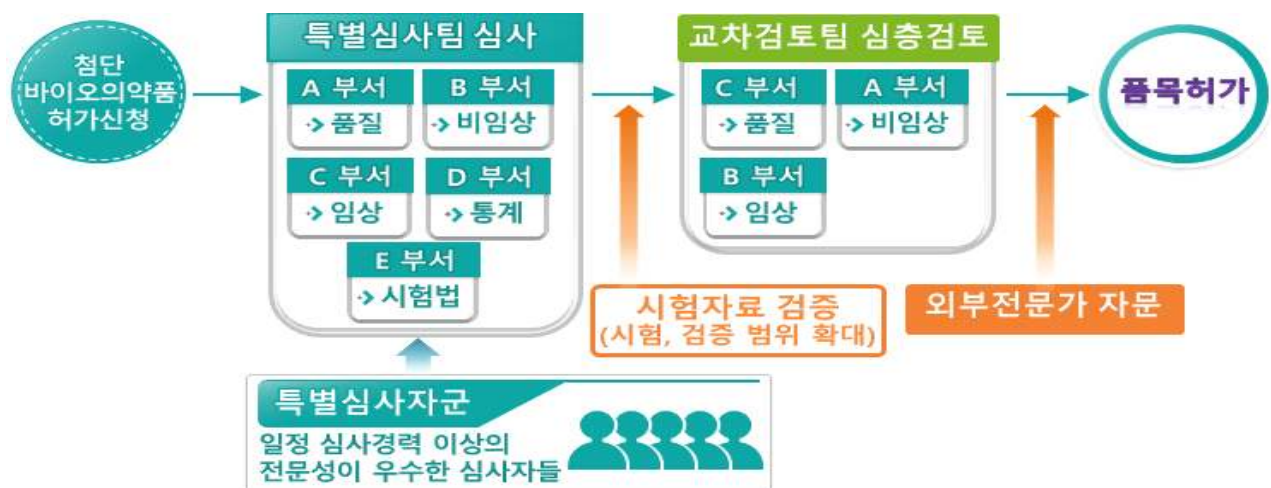 첨단
바이오의약품
허가신청
특별심사팀 심사
A 부서
-> 품질
B 부서
-> 비임상
C 부서
-> 임상
D 부서
-> 통계
E 부서
-> 시험법
교차검토팀 심층검토
C 부서
-> 품질
A 부서
-> 비임상
B 부서
-> 임상
품목허가
시험자료 검증
(시험, 검증 범위 확대)
외부전문가 자문
특별심사자군
일정 심사경력 이상의
전문성이 우수한 심사자들